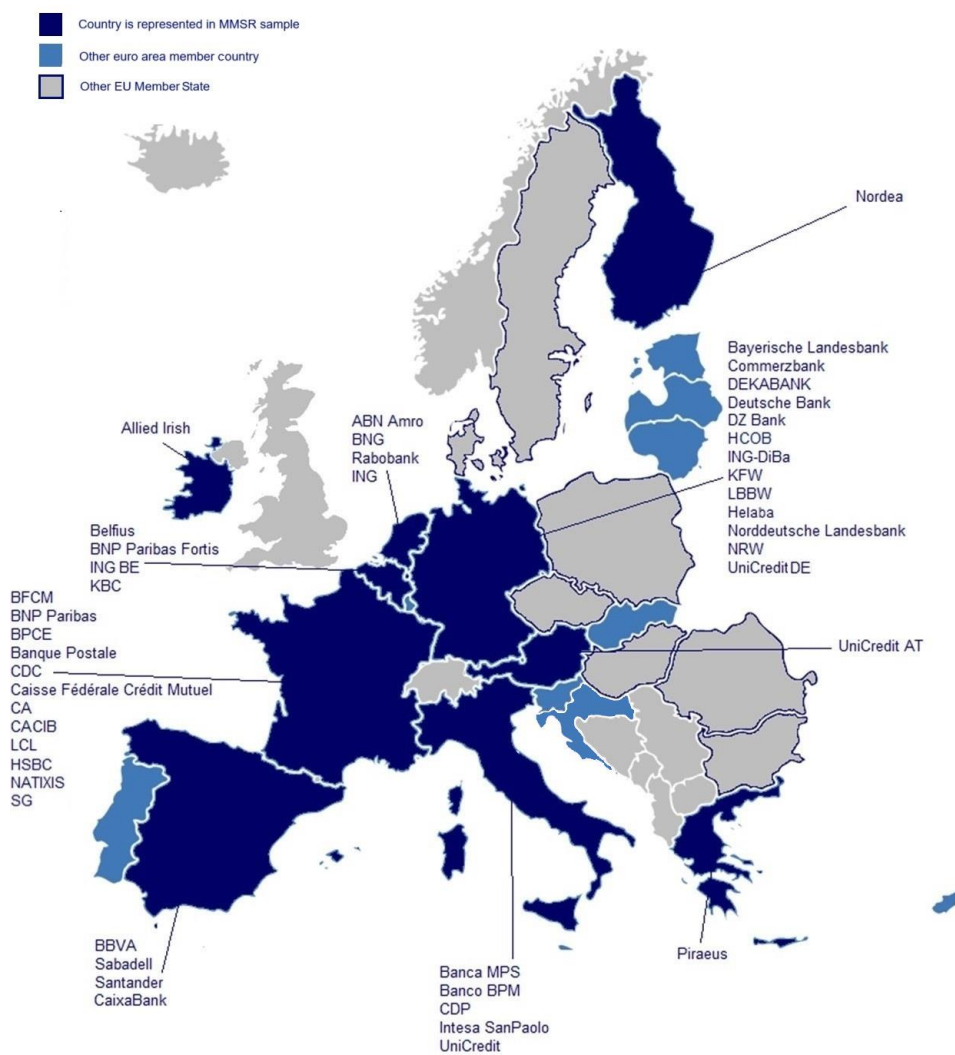 Country is represented in MMSR sample
Other euro area member country
Other EU Member State
Nordea
Bayerische Landesbank
Commerzbank
DEKABANK
Deutsche Bank
DZ Bank
HCOB
ING-DiBa
KFW
LBBW
Helaba
Norddeutsche Landesbank
NRW
UniCredit DE
ABN Amro
BNG
Rabobank
ING
Allied Irish
Belfius
BNP Paribas Fortis
ING BE
KBC
BFCM
BNP Paribas
BPCE
Banque Postale
CDC
Caisse Fédérale Crédit Mutuel
CA
CACIB
LCL
HSBC
NATIXIS
SG
UniCredit AT
BBVA
Sabadell
Santander
CaixaBank
Banca MPS
Banco BPM
CDP
Intesa SanPaolo
UniCredit
Piraeus